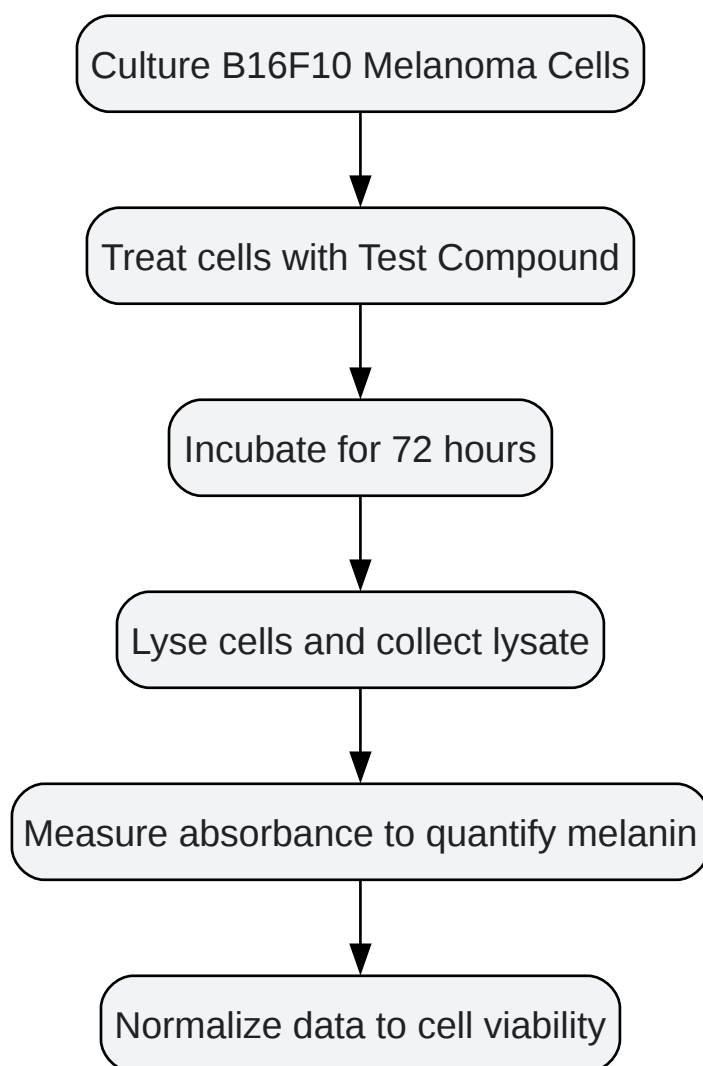 Culture B16F10 Melanoma Cells
Treat cells with Test Compound
Incubate for 72 hours
Lyse cells and collect lysate
Measure absorbance to quantify melanin
Normalize data to cell viability